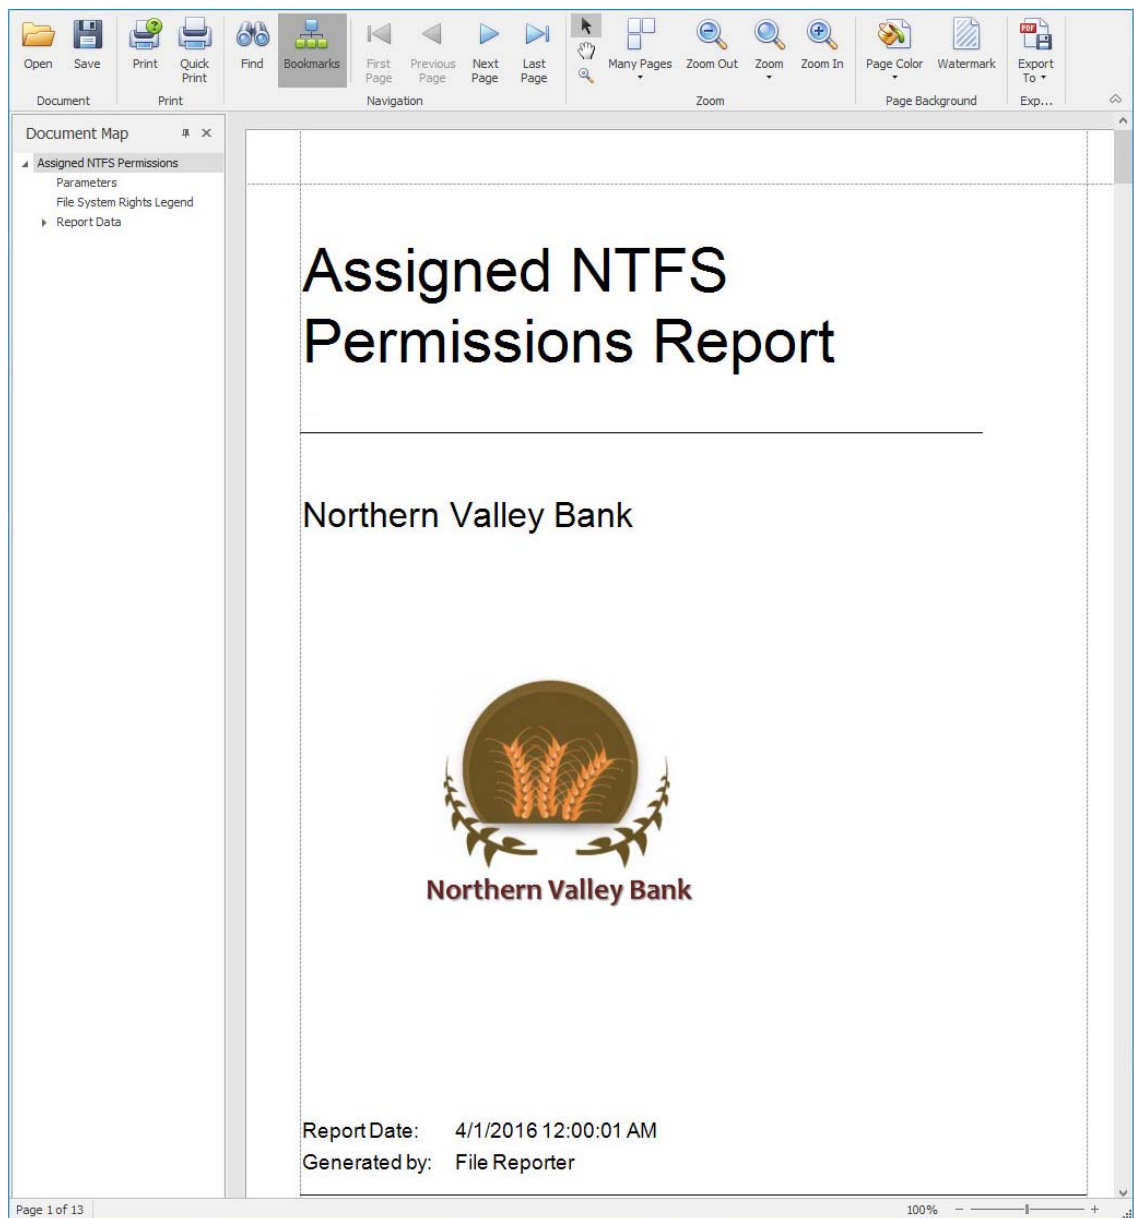 Open
Save
Print
Quick
Print
Find
Bookmarks
First
Page
Previous
Page
Next
Page
Last
Page
Many Pages
Zoom Out
Zoom
Zoom In
Page Color
Watermark
PDF
Export
To
Document
Print
Navigation
Zoom
Page Background
Exp...
Document Map
Assigned NTFS Permissions
Parameters
File System Rights Legend
Report Data
Assigned NTFS
Permissions Report
Northern Valley Bank
Northern Valley Bank
Report Date: 4/1/2016 12:00:01 AM
Generated by: File Reporter
Page 1 of 13
100%